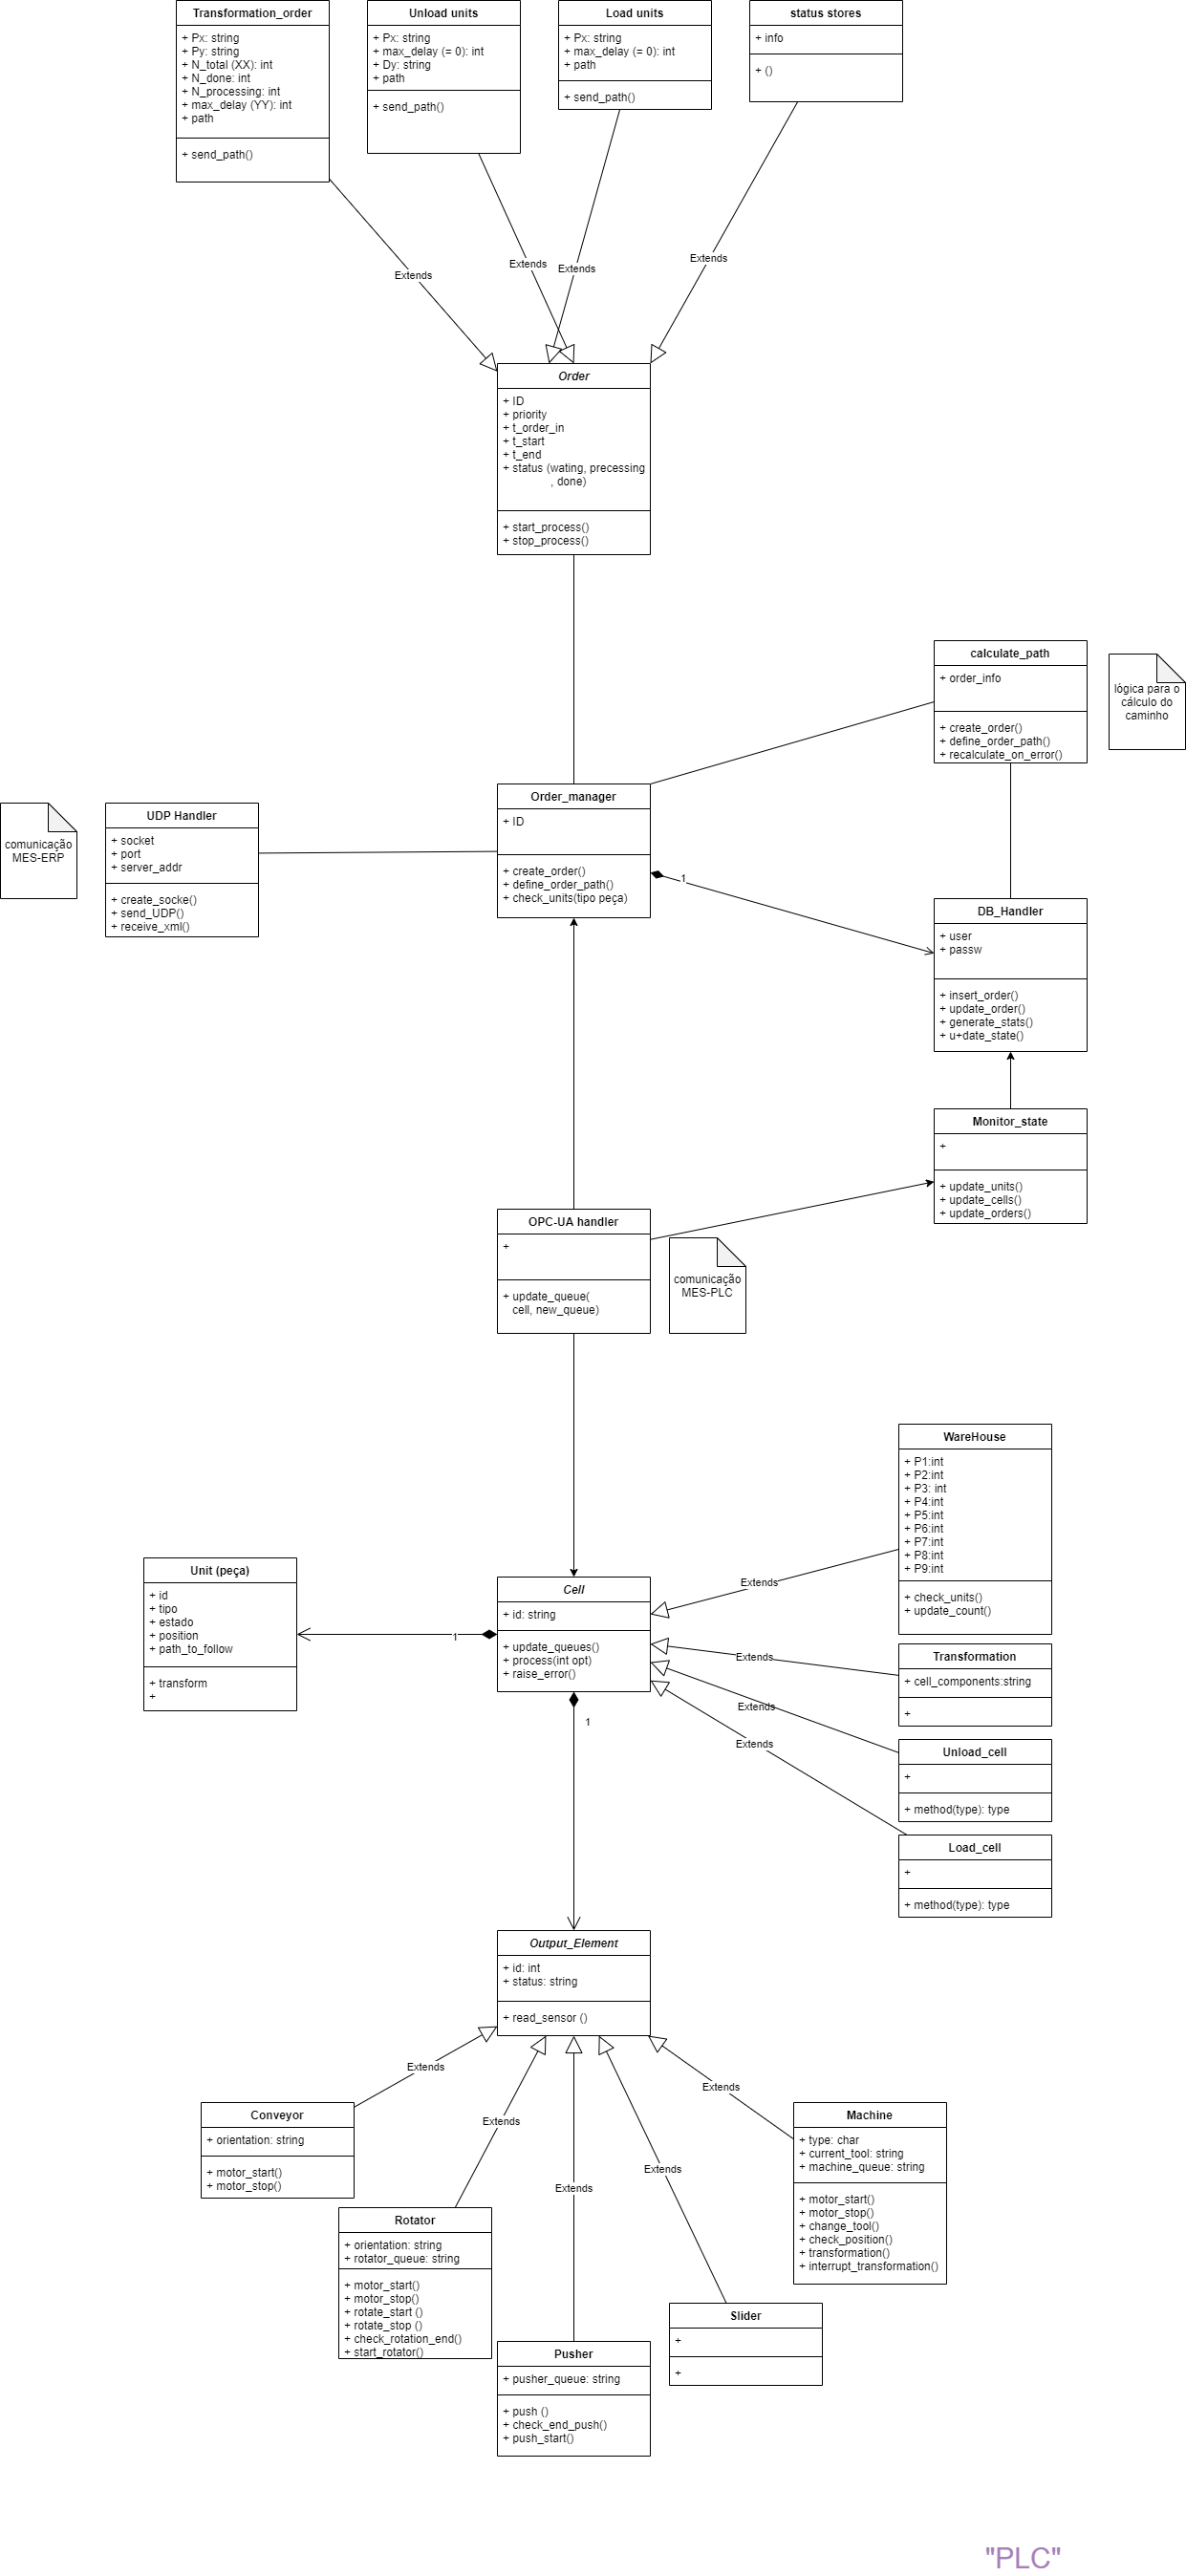 Transformation_order
+ Px: string
+ Py: string
+ N_total (XX): int
+ N_done: int
+ N_processing: int
+ max_delay (YY): int
+ path
+ send_path()
Unload units
+ Px: string
+ max_delay (= 0): int
+ Dy: string
+ path
+ send_path()
Load units
+ Px: string
+ max_delay (= 0): int
+ path
+ send_path()
status stores
+ info
+ ()
Extends
Extends
Extends
Extends
Order
+ ID
+ priority
+ t_order_in
+ t_start
+ t_end
+ status (wating, precessing
, done)
+ start_process()
+ stop_process()
calculate_path
+ order_info
+ create_order()
+ define_order_path()
+ recalculate_on_error()
lógica para o
cálculo do
caminho
Order_manager
+ ID
+ create_order()
+ define_order_path()
+ check_units(tipo peça)
UDP Handler
+ socket
+ port
+ server_addr
+ create_socke()
+ send_UDP()
+ receive_xml()
comunicação
MES-ERP
1
DB_Handler
+ user
+ passw
+ insert_order()
+ update_order()
+ generate_stats()
+ u+date_state()
Monitor_state
+
+ update_units()
+ update_cells()
+ update_orders()
OPC-UA handler
+
+ update_queue(
cell, new_queue)
comunicação
MES-PLC
WareHouse
+ P1:int
+ P2:int
+ P3: int
+ P4:int
+ P5:int
+ P6:int
+ P7:int
+ P8:int
+ P9:int
+ check_units()
+ update_count()
Unit (peça)
+ id
+ tipo
+ estado
+ position
+ path_to_follow
+ transform
+
1
Cell
+ id: string
+ update_queues()
+ process(int opt)
+ raise_error()
Extends
Extends
Extends
Extends
1
Transformation
+ cell_components:string
+
Unload_cell
+
+ method(type): type
Load_cell
+
+ method(type): type
Output_Element
+ id: int
+ status: string
+ read_sensor ()
Extends
Extends
Extends
Extends
Extends
Conveyor
+ orientation: string
+ motor_start()
+ motor_stop()
Machine
+ type: char
+ current_tool: string
+ machine_queue: string
+ motor_start()
+ motor_stop()
+ change_tool()
+ check_position()
+ transformation()
+ interrupt_transformation()
Rotator
+ orientation: string
+ rotator_queue: string
+ motor_start()
+ motor_stop()
+ rotate_start ()
+ rotate_stop ()
+ check_rotation_end()
+ start_rotator()
Slider
+
+
Pusher
+ pusher_queue: string
+ push ()
+ check_end_push()
+ push_start()
"PLC"